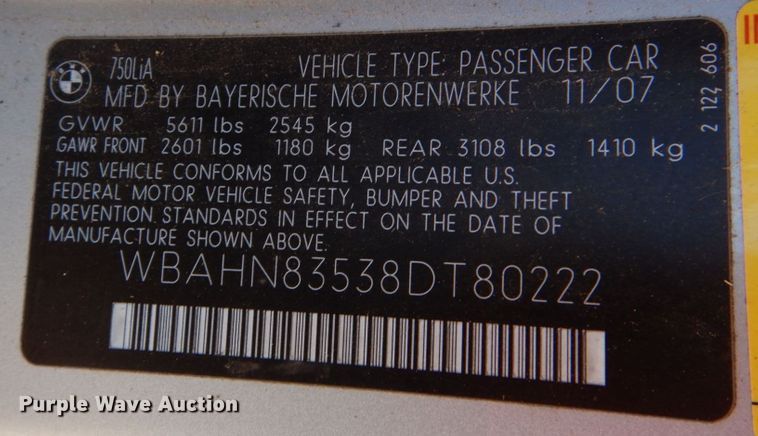 BMW
750LiA VEHICLE TYPE: PASSENGER CAR
MFD BY BAYERISCHE MOTORENWERKE 11/07
GVWR 5611 lbs 2545 kg
GAWR FRONT 2601 lbs 1180 kg REAR 3108 lbs 1410 kg
THIS VEHICLE CONFORMS TO ALL APPLICABLE U.S.
FEDERAL MOTOR VEHICLE SAFETY, BUMPER AND THEFT
PREVENTION STANDARDS IN EFFECT ON THE DATE OF
MANUFACTURE SHOWN ABOVE.
WBAHN83538DT80222
2 122 606
Purple Wave Auction